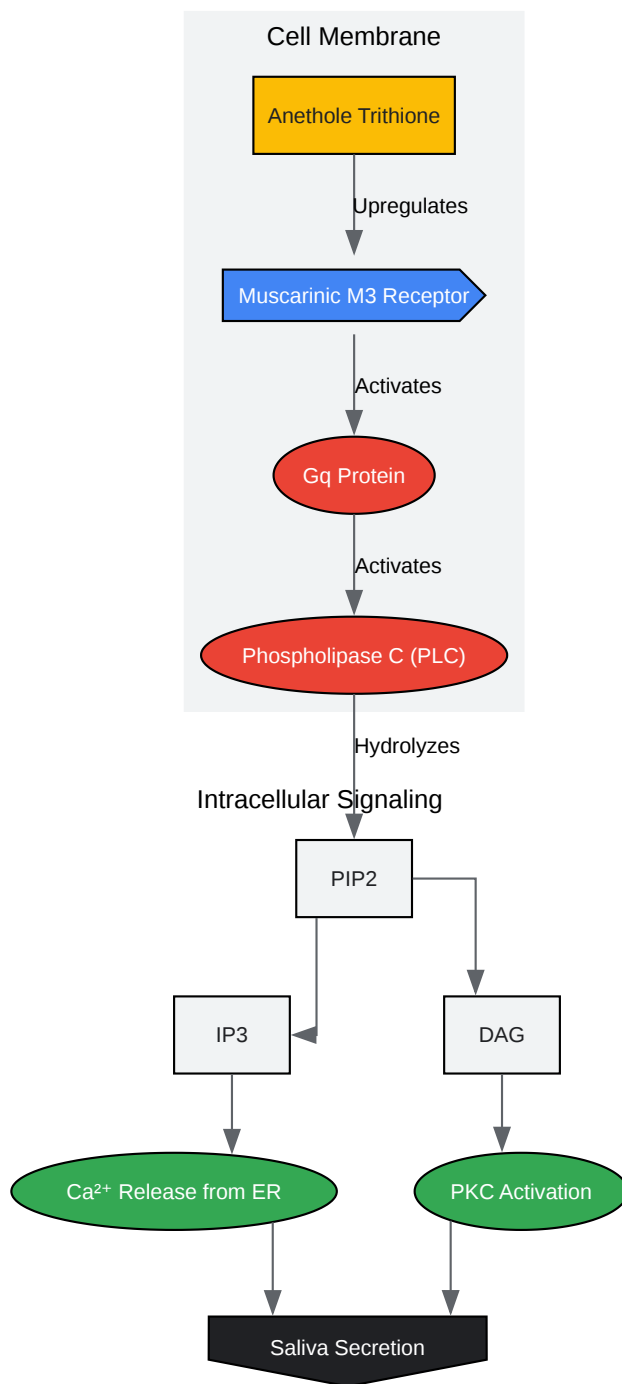 Cell Membrane
Anethole Trithione
Upregulates
Muscarinic M3 Receptor
Activates
Gq Protein
Activates
Phospholipase C (PLC)
Hydrolyzes
Intracellular Signaling
PIP2
IP3
DAG
Ca²⁺ Release from ER
PKC Activation
Saliva Secretion